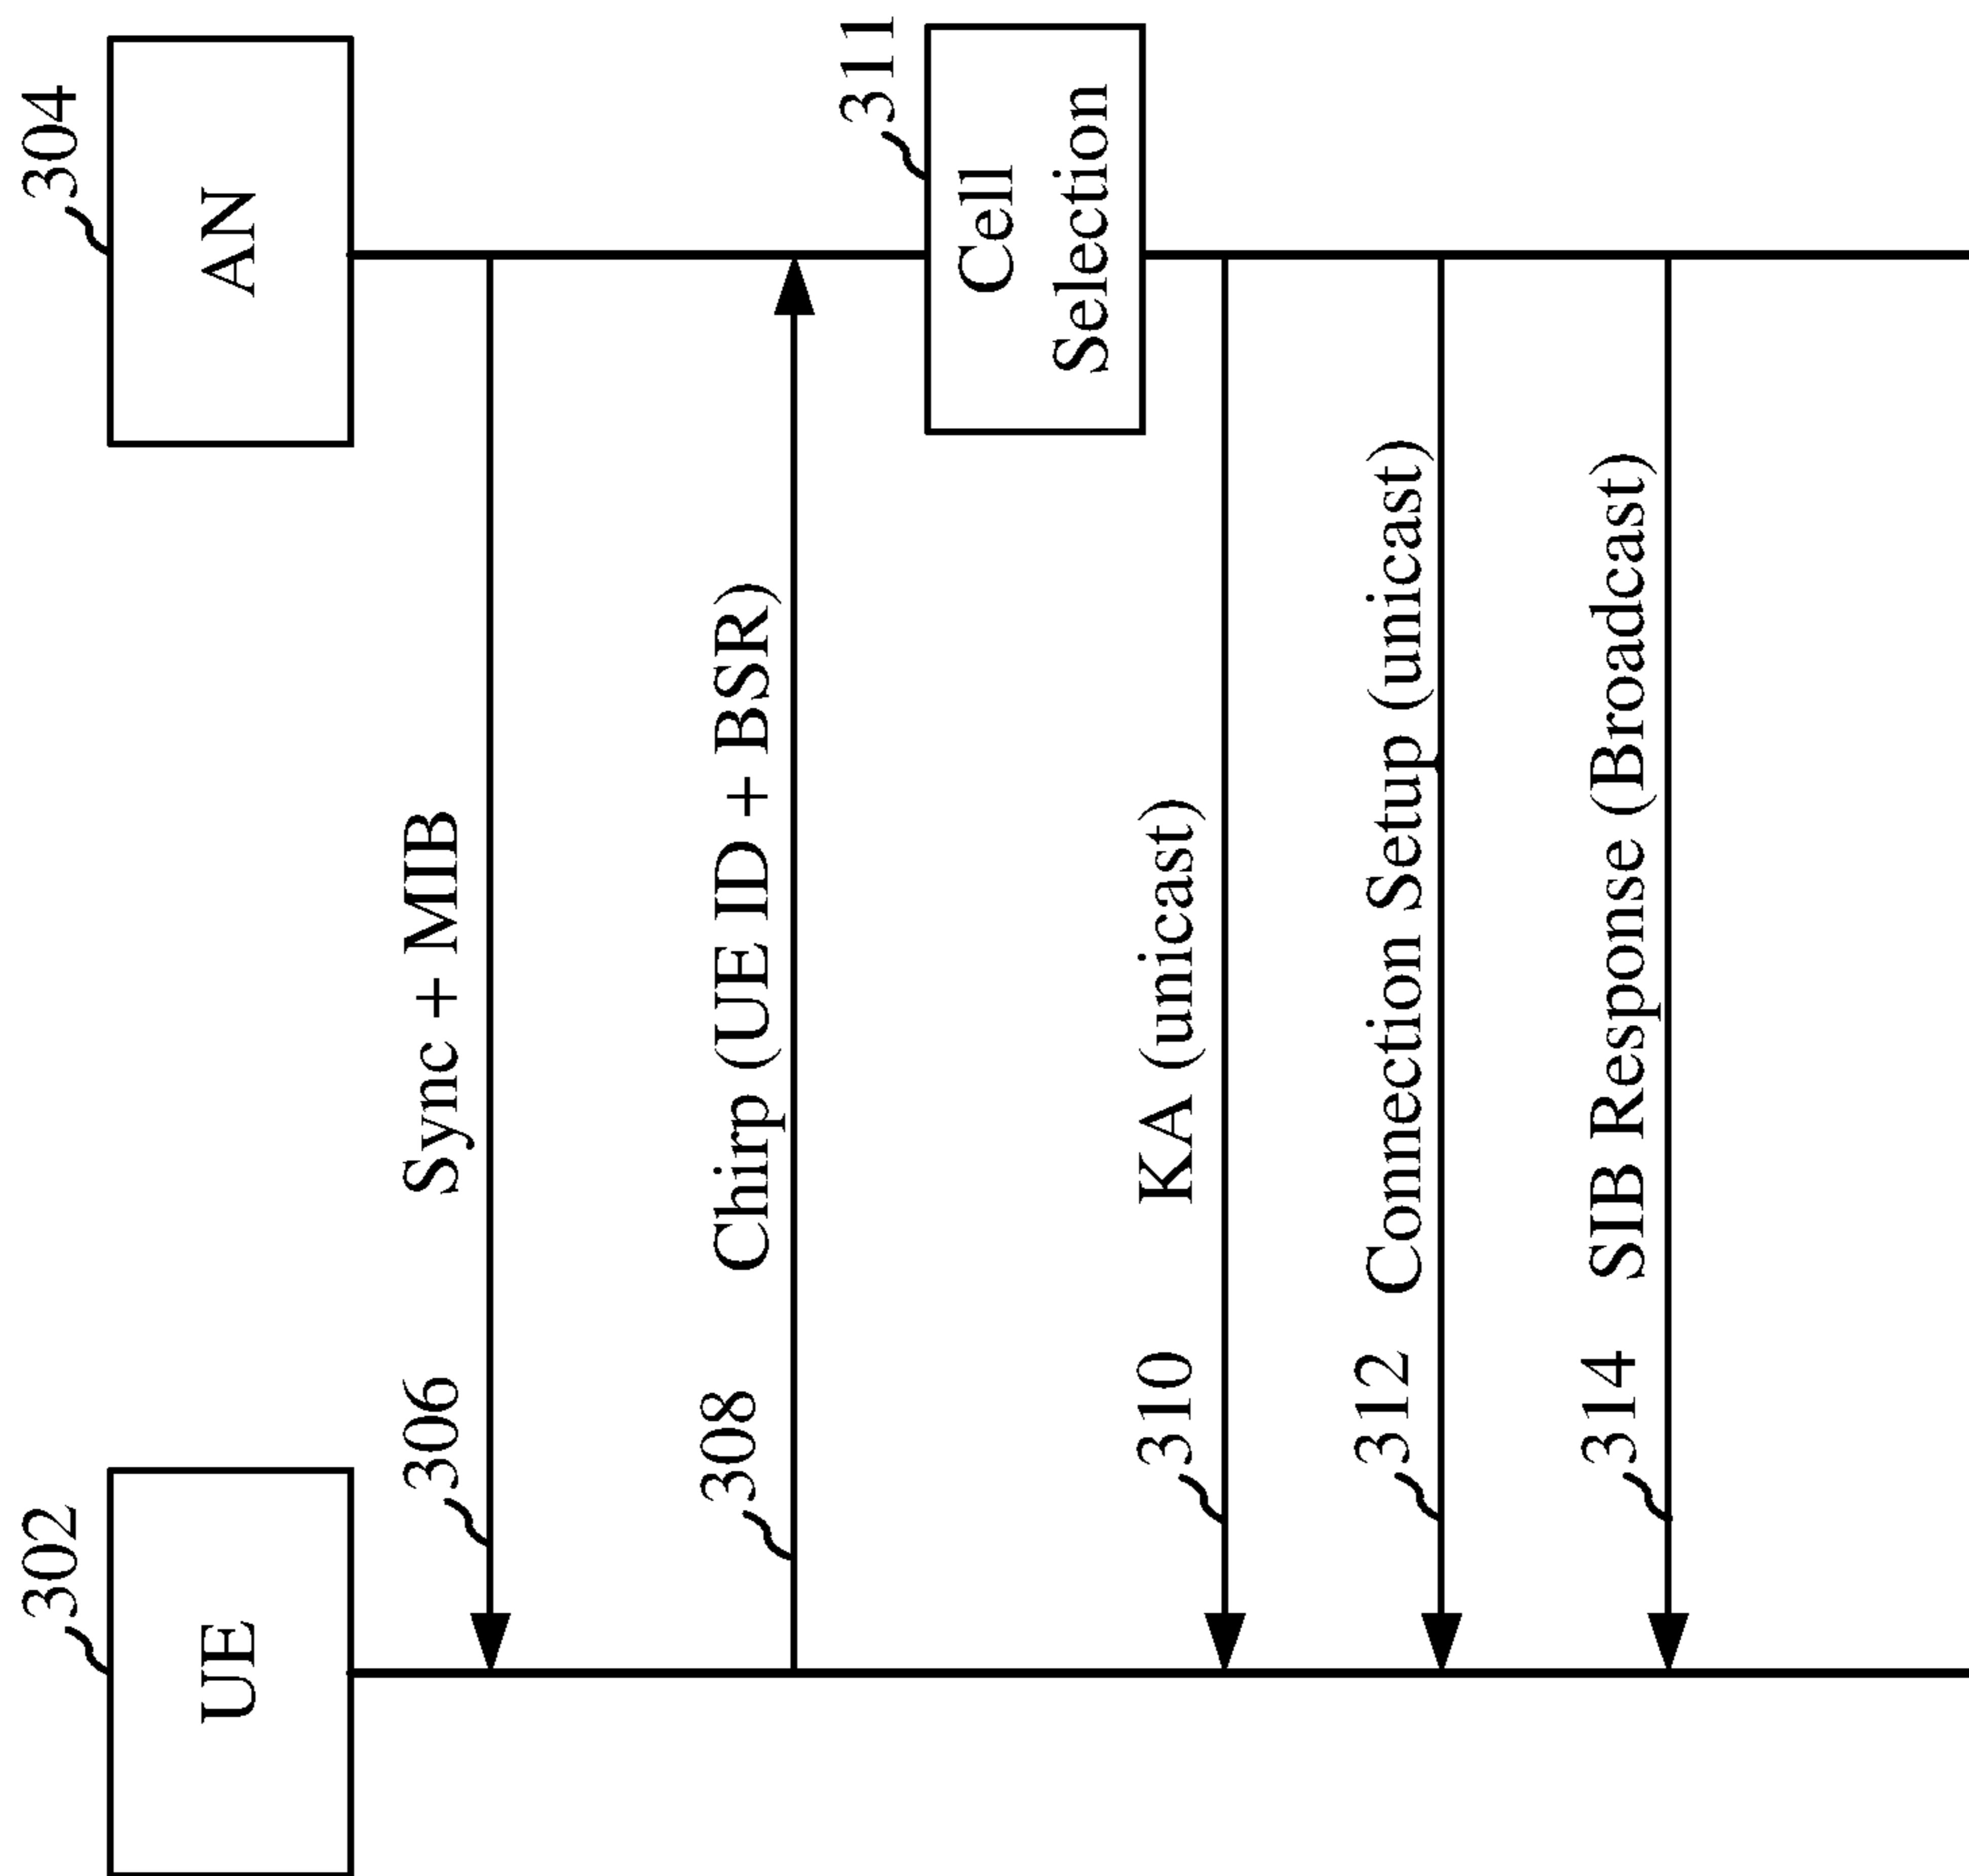 302
UE
304
AN
306
Sync + MIB
308
Chirp (UE ID + BSR)
311
Cell
Selection
310
KA (unicast)
312
Connection Setup (unicast)
314
SIB Response (Broadcast)